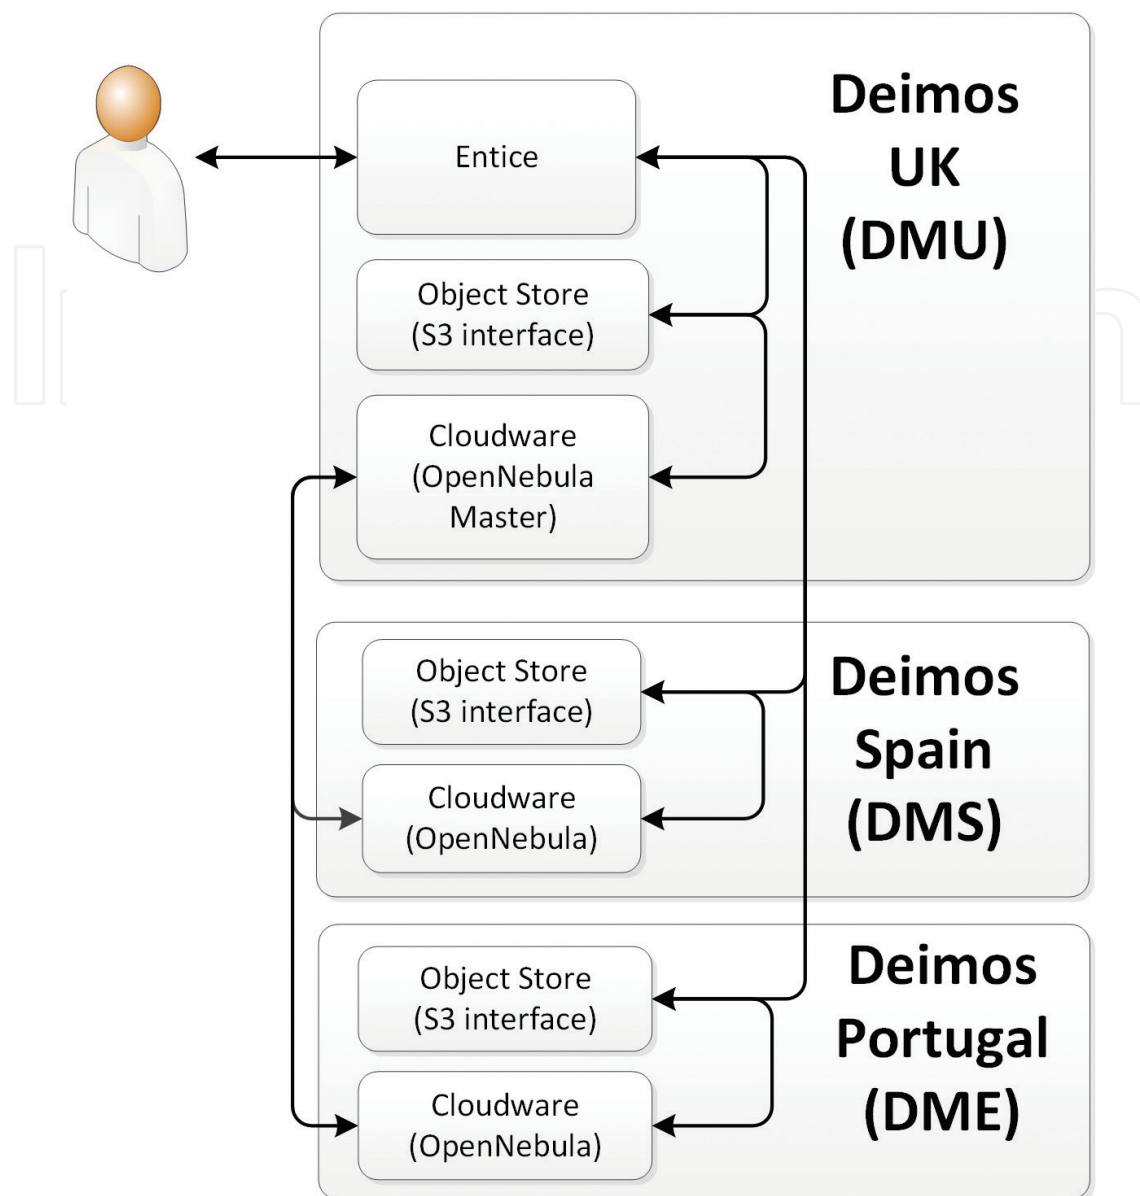 Deimos
UK
(DMU)
Entice
Object Store
(S3 interface)
Cloudware
(OpenNebula
Master)
Deimos
Spain
(DMS)
Object Store
(S3 interface)
Cloudware
(OpenNebula)
Deimos
Portugal
(DME)
Object Store
(S3 interface)
Cloudware
(OpenNebula)